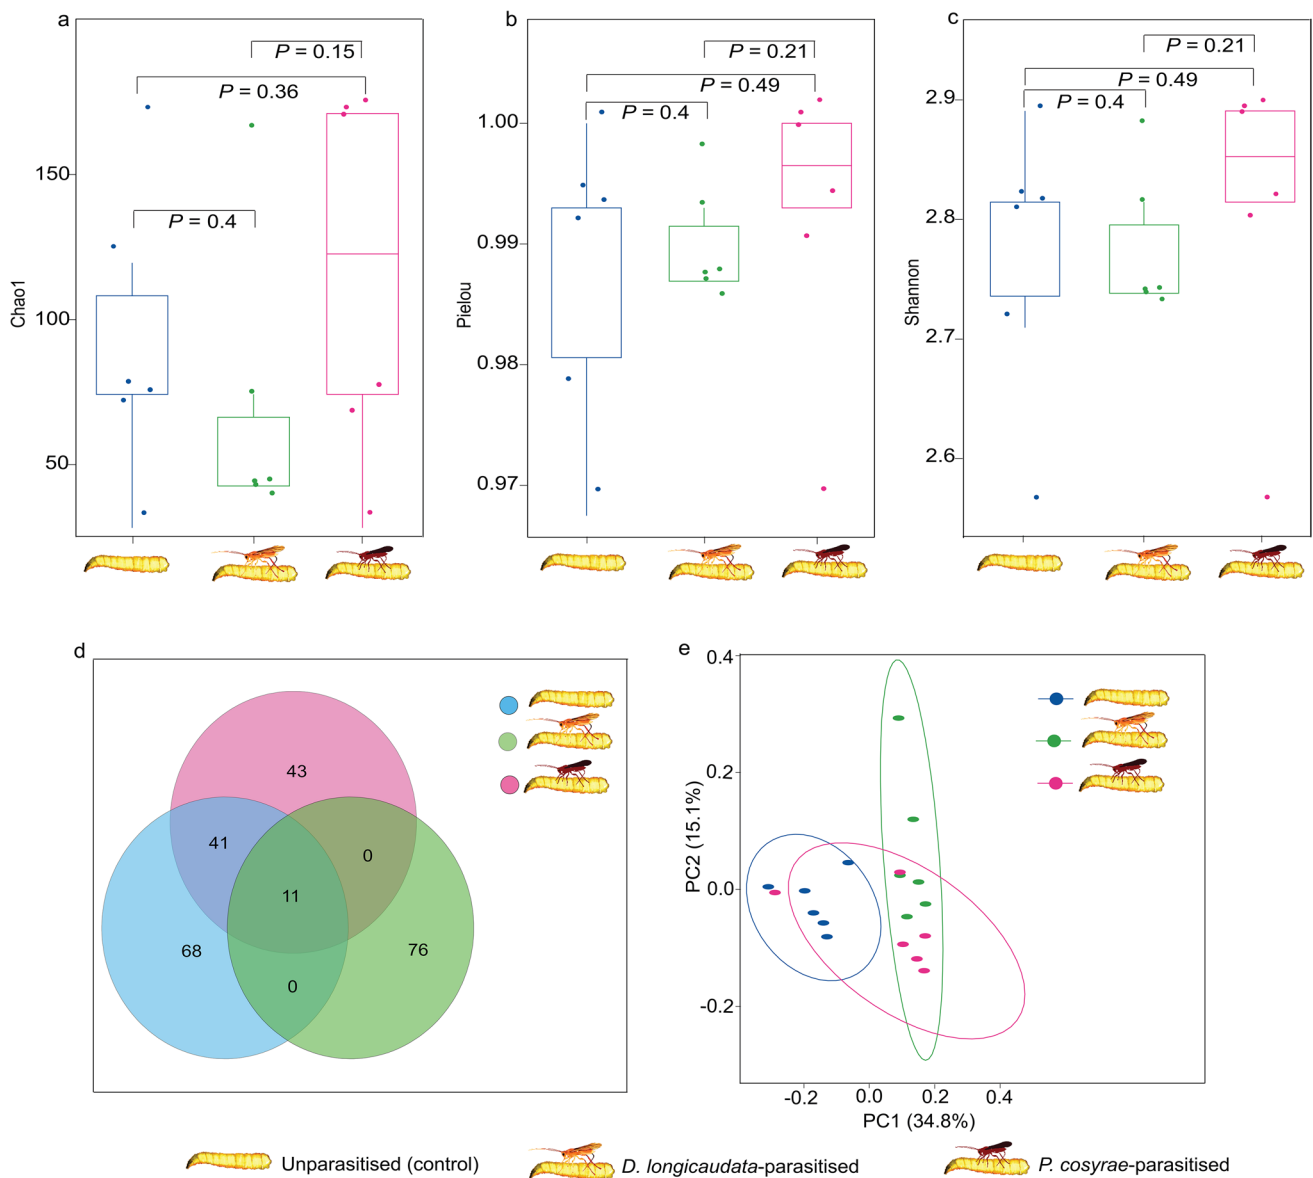 a
P = 0.15
P = 0.36
P = 0.4
150
100
50
Chao1
b
P = 0.21
P = 0.49
P = 0.4
1.00
0.99
0.98
0.97
Pielou
c
P = 0.21
P = 0.49
P = 0.4
2.9
2.8
2.7
2.6
Shannon
d
43
41
0
11
68
76
0
e
0.4
0.2
0.0
-0.2
PC2 (15.1%)
-0.2 0.0 0.2 0.4
PC1 (34.8%)
Unparasitised (control)
D. longicaudata-parasitised
P. cosyrae-parasitised